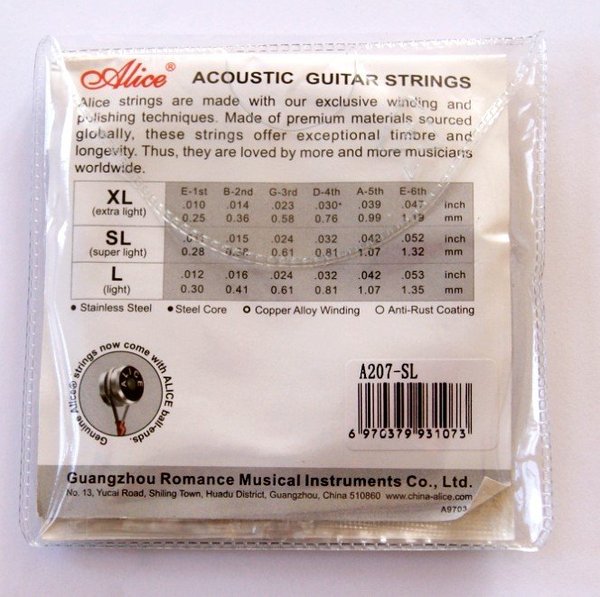 Alice® ACOUSTIC GUITAR STRINGS
Alice strings are made with our exclusive winding and
polishing techniques. Made of premium materials sourced
globally, these strings offer exceptional timbre and
longevity. Thus, they are loved by more and more musicians
worldwide.
XL (extra light) E-1st B-2nd G-3rd D-4th A-5th E-6th
.010 .014 .023 .030* .039 .047 inch
0.25 0.36 0.58 0.76 0.99 1.19 mm
SL (super light) .015 .024 .032 .042 .052 inch
0.28 0.61 0.81 1.07 1.32 mm
L (light) .012 .016 .024 .032 .042 .053 inch
0.30 0.41 0.61 0.81 1.07 1.35 mm
● Stainless Steel ● Steel Core O Copper Alloy Winding O Anti-Rust Coating
Genuine Alice® strings now come with ALICE ball-ends.
ALICE
A207-SL
6 970379 931073
Guangzhou Romance Musical Instruments Co., Ltd.
No. 13, Yucai Road, Shiling Town, Huadu District, Guangzhou, China 510860 www.china-alice.com
A9703